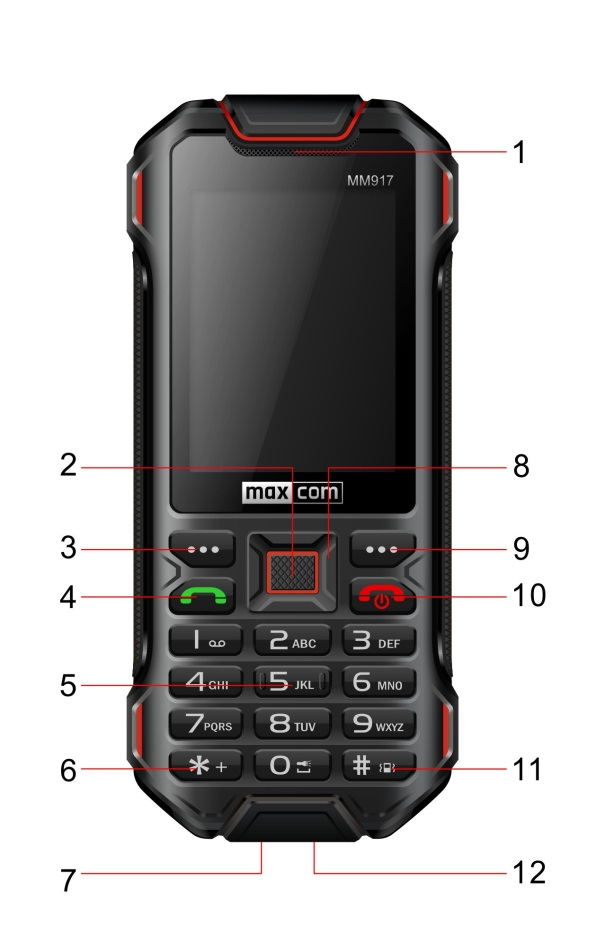 1
MM917
2
8
max com
3
9
4
10
1
2 ABC
3 DEF
5
4 GHI
5 JKL
6 MNO
7 PQRS
8 TUV
9 WXYZ
6
* +
0
#
11
7
12